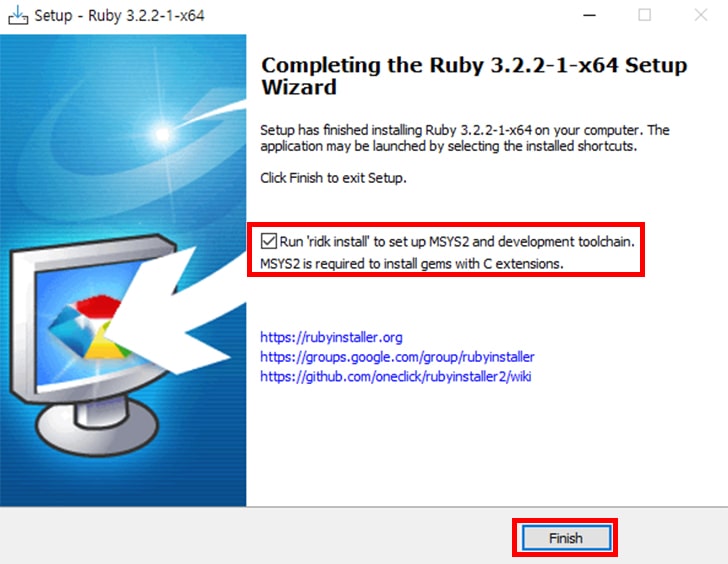 Setup - Ruby 3.2.2-1-x64
Completing the Ruby 3.2.2-1-x64 Setup
Wizard
Setup has finished installing Ruby 3.2.2-1-x64 on your computer. The
application may be launched by selecting the installed shortcuts.
Click Finish to exit Setup.
Run 'ridk install' to set up MSYS2 and development toolchain.
MSYS2 is required to install gems with C extensions.
https://rubyinstaller.org
https://groups.google.com/group/rubyinstaller
https://github.com/oneclick/rubyinstaller2/wiki
Finish